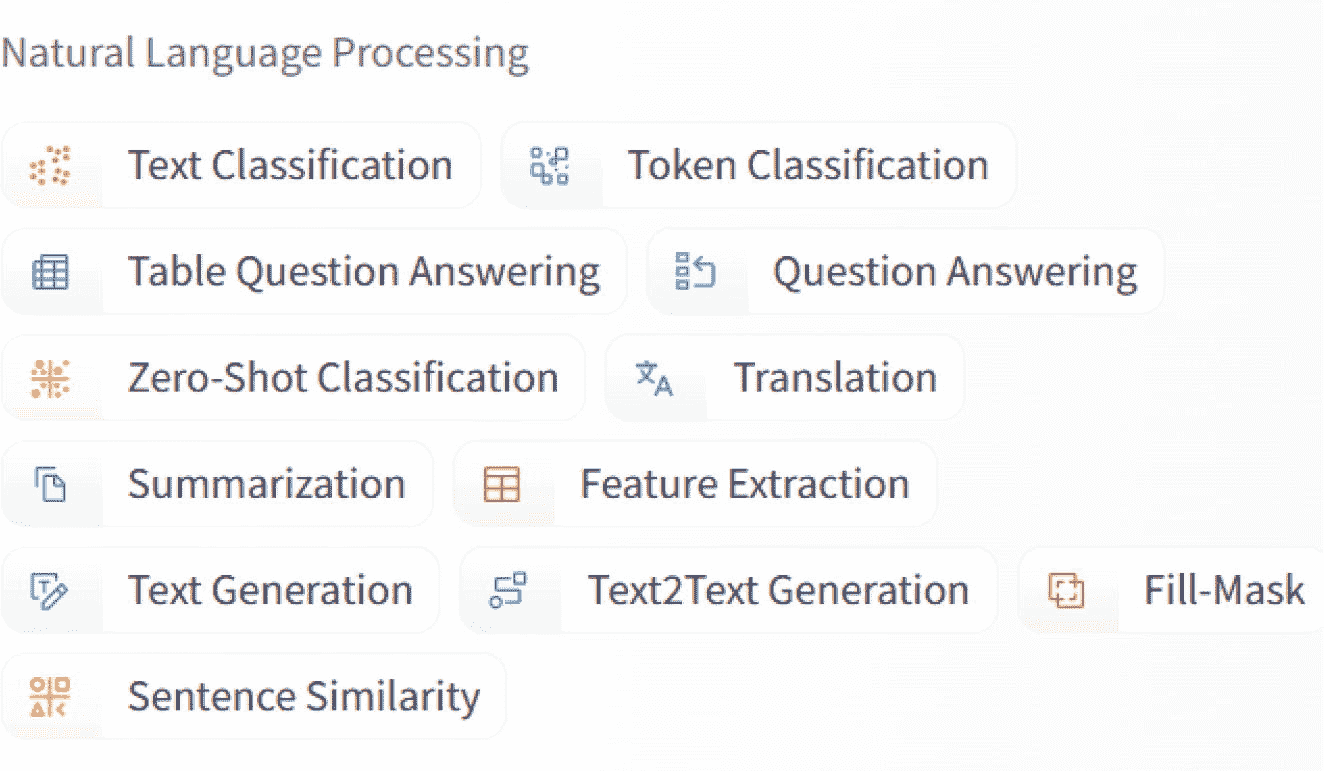 Natural Language Processing
Text Classification Token Classification
Table Question Answering Question Answering
Zero-Shot Classification Translation
Summarization Feature Extraction
Text Generation Text2Text Generation Fill-Mask
Sentence Similarity